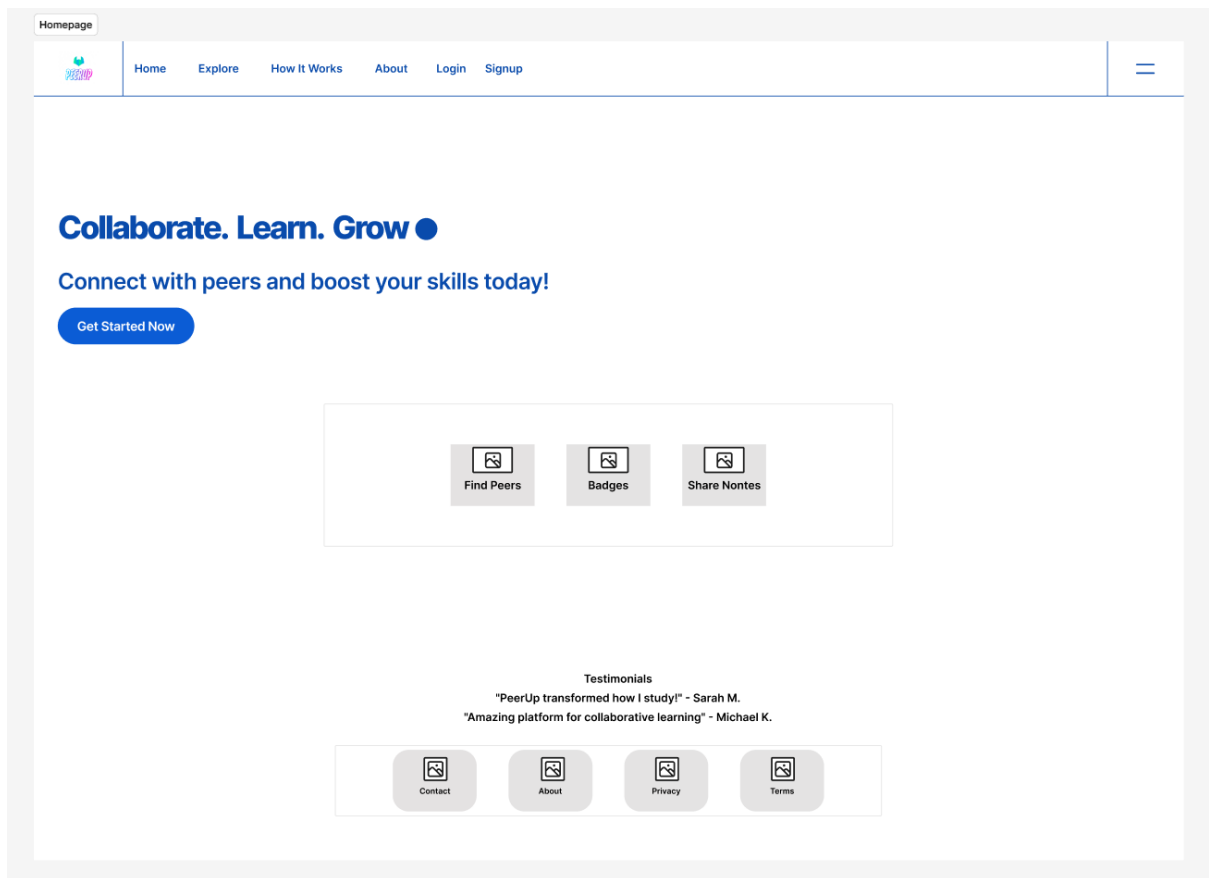 Homepage
PEERUP
Home Explore How It Works About Login Signup
Collaborate. Learn. Grow
Connect with peers and boost your skills today!
Get Started Now
Find Peers Badges Share Nontes
Testimonials
"PeerUp transformed how I study!" - Sarah M.
"Amazing platform for collaborative learning" - Michael K.
Contact About Privacy Terms